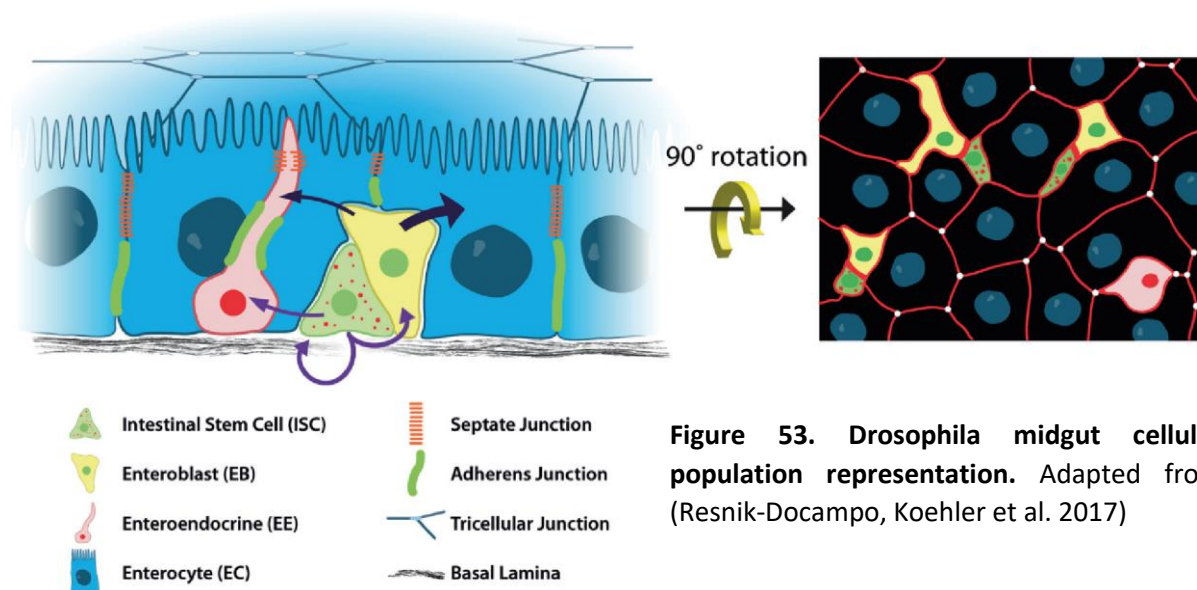 90° rotation
Intestinal Stem Cell (ISC)
Enteroblast (EB)
Enteroendocrine (EE)
Enterocyte (EC)
Septate Junction
Adherens Junction
Tricellular Junction
Basal Lamina
Figure 53. Drosophila midgut cellul
population representation. Adapted fro
(Resnik-Docampo, Koehler et al. 2017)